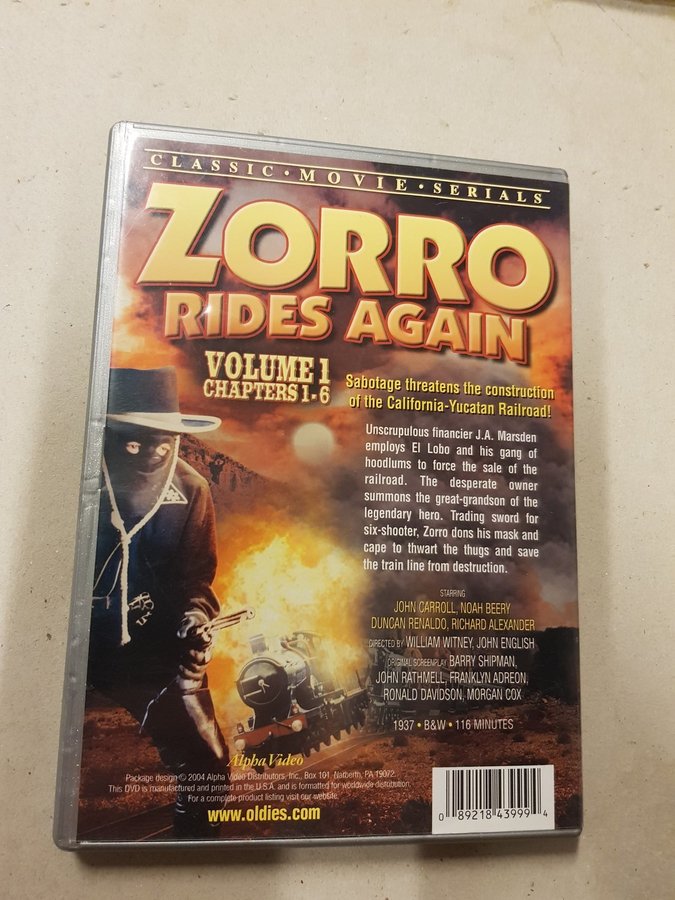 CLASSIC · MOVIE · SERIALS
ZORRO
RIDES AGAIN
VOLUME 1
CHAPTERS 1-6
Sabotage threatens the construction
of the California-Yucatan Railroad!
Unscrupulous financier J.A. Marsden
employs El Lobo and his gang of
hoodlums to force the sale of the
railroad. The desperate owner
summons the great-grandson of the
legendary hero. Trading sword for
six-shooter, Zorro dons his mask and
cape to thwart the thugs and save
the train line from destruction.
STARRING
JOHN CARROLL, NOAH BEERY
DUNCAN RENALDO, RICHARD ALEXANDER
DIRECTED BY WILLIAM WITNEY, JOHN ENGLISH
ORIGINAL SCREENPLAY BARRY SHIPMAN,
JOHN RATHMELL, FRANKLYN ADREON,
RONALD DAVIDSON, MORGAN COX
1937 • B&W • 116 MINUTES
Alpha Video
Package design © 2004 Alpha Video Distributors, Inc., Box 101, Narberth, PA 19072.
This DVD is manufactured and printed in the U.S.A. and is formatted for worldwide distribution.
For a complete product listing visit our website.
www.oldies.com
0 89218 43999 4